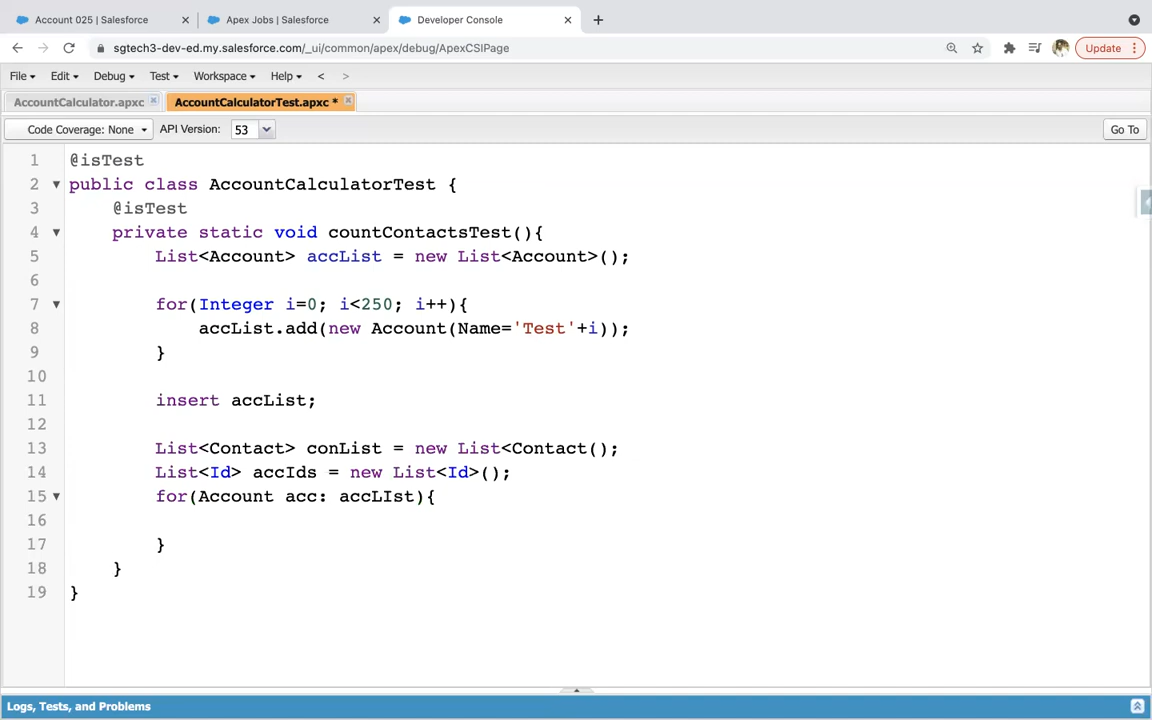 Account 025 | Salesforce
Apex Jobs | Salesforce
Developer Console
sgtech3-dev-ed.my.salesforce.com/_ui/common/apex/debug/ApexCSIPage
Update
File Edit Debug Test Workspace Help < >
AccountCalculator.apxc
AccountCalculatorTest.apxc *
Code Coverage: None API Version: 53 Go To
1 @isTest
2 public class AccountCalculatorTest {
3 @isTest
4 private static void countContactsTest(){
5 List<Account> accList = new List<Account>();
6
7 for(Integer i=0; i<250; i++){
8 accList.add(new Account(Name='Test'+i));
9 }
10
11 insert accList;
12
13 List<Contact> conList = new List<Contact();
14 List<Id> accIds = new List<Id>();
15 for(Account acc: accLIst){
16
17 }
18 }
19 }
Logs, Tests, and Problems